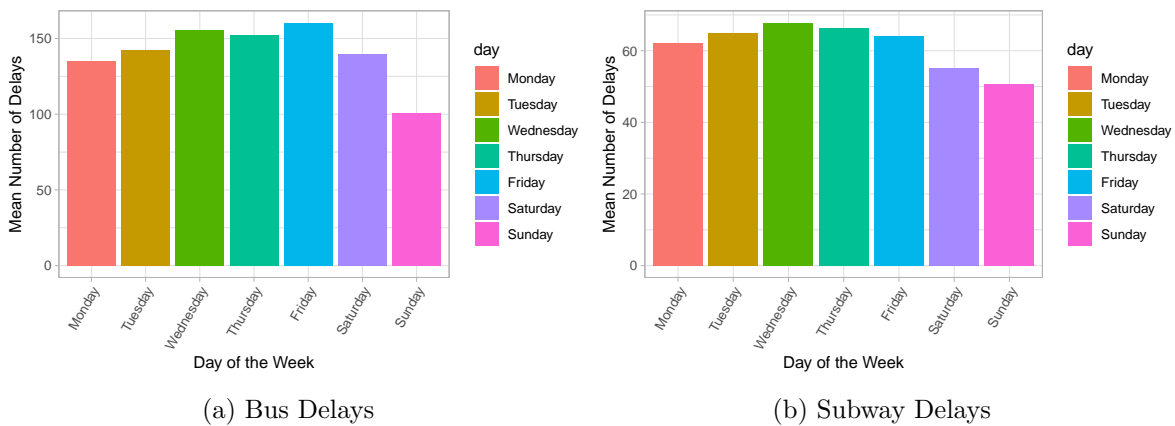 Mean Number of Delays
150
100
50
0
Monday
Tuesday
Wednesday
Thursday
Friday
Saturday
Sunday
Day of the Week
day
Monday
Tuesday
Wednesday
Thursday
Friday
Saturday
Sunday
(a) Bus Delays
Mean Number of Delays
60
40
20
0
Monday
Tuesday
Wednesday
Thursday
Friday
Saturday
Sunday
Day of the Week
day
Monday
Tuesday
Wednesday
Thursday
Friday
Saturday
Sunday
(b) Subway Delays